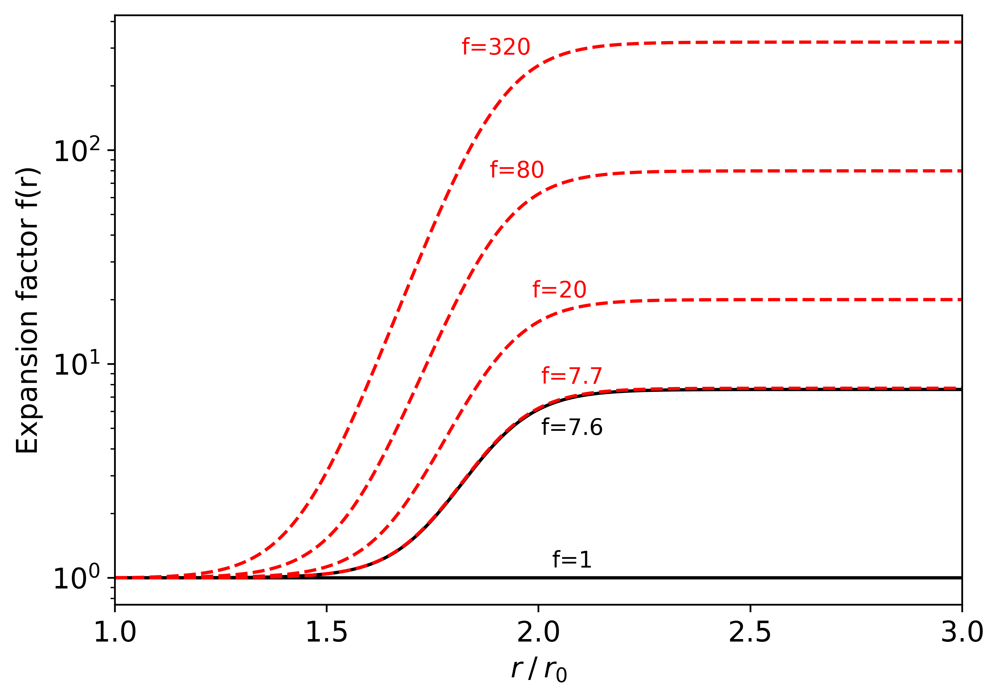 f=320
10²
f=80
f=20
10¹
f=7.7
f=7.6
f=1
10⁰
Expansion factor f(r)
1.0 1.5 2.0 2.5 3.0
r / r₀